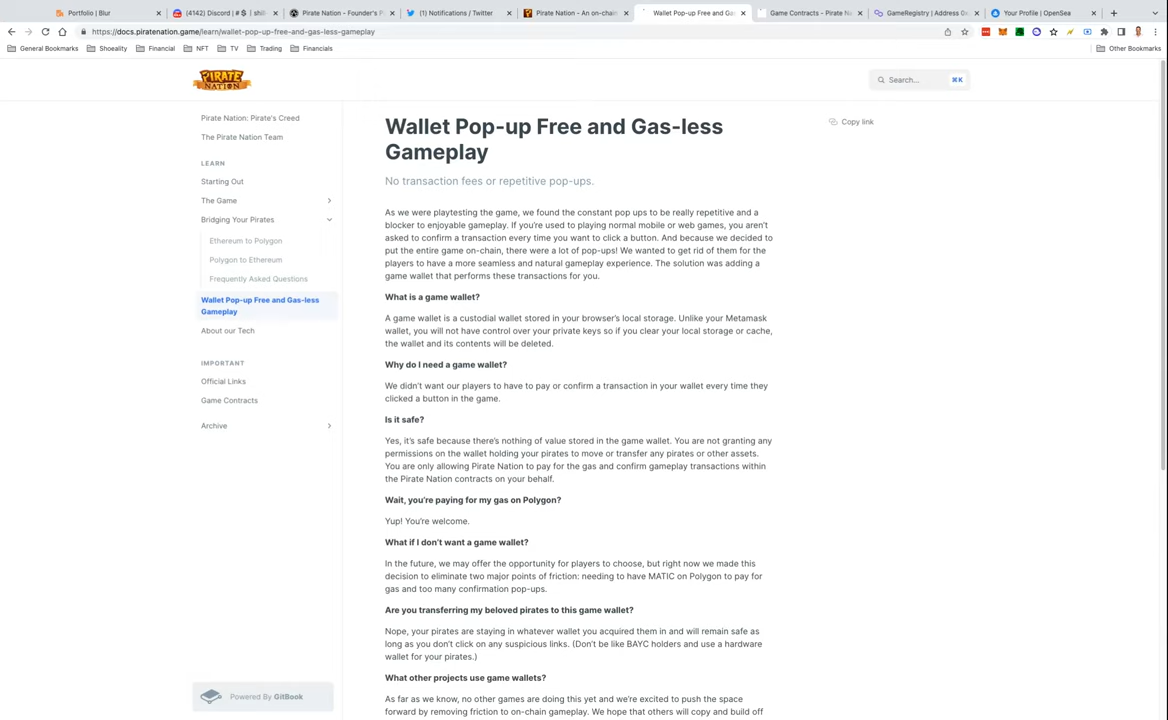 Portfolio | Blur
(4142) Discord | # $ | shil
Pirate Nation - Founder's P
(1) Notifications / Twitter
Pirate Nation - An on-chain
Wallet Pop-up Free and Gas
Game Contracts - Pirate N
GameRegistry | Address 0x
Your Profile | OpenSea
https://docs.piratenation.game/learn/wallet-pop-up-free-and-gas-less-gameplay
General Bookmarks
Shoeality
Financial
NFT
TV
Trading
Financials
Other Bookmarks
PIRATE NATION
Search...
⌘K
Pirate Nation: Pirate's Creed
The Pirate Nation Team
LEARN
Starting Out
The Game
Bridging Your Pirates
Ethereum to Polygon
Polygon to Ethereum
Frequently Asked Questions
Wallet Pop-up Free and Gas-less
Gameplay
About our Tech
IMPORTANT
Official Links
Game Contracts
Archive
Powered By GitBook
Wallet Pop-up Free and Gas-less
Gameplay
Copy link
No transaction fees or repetitive pop-ups.
As we were playtesting the game, we found the constant pop ups to be really repetitive and a
blocker to enjoyable gameplay. If you're used to playing normal mobile or web games, you aren't
asked to confirm a transaction every time you want to click a button. And because we decided to
put the entire game on-chain, there were a lot of pop-ups! We wanted to get rid of them for the
players to have a more seamless and natural gameplay experience. The solution was adding a
game wallet that performs these transactions for you.
What is a game wallet?
A game wallet is a custodial wallet stored in your browser's local storage. Unlike your Metamask
wallet, you will not have control over your private keys so if you clear your local storage or cache,
the wallet and its contents will be deleted.
Why do I need a game wallet?
We didn't want our players to have to pay or confirm a transaction in your wallet every time they
clicked a button in the game.
Is it safe?
Yes, it's safe because there's nothing of value stored in the game wallet. You are not granting any
permissions on the wallet holding your pirates to move or transfer any pirates or other assets.
You are only allowing Pirate Nation to pay for the gas and confirm gameplay transactions within
the Pirate Nation contracts on your behalf.
Wait, you're paying for my gas on Polygon?
Yup! You're welcome.
What if I don't want a game wallet?
In the future, we may offer the opportunity for players to choose, but right now we made this
decision to eliminate two major points of friction: needing to have MATIC on Polygon to pay for
gas and too many confirmation pop-ups.
Are you transferring my beloved pirates to this game wallet?
Nope, your pirates are staying in whatever wallet you acquired them in and will remain safe as
long as you don't click on any suspicious links. (Don't be like BAYC holders and use a hardware
wallet for your pirates.)
What other projects use game wallets?
As far as we know, no other games are doing this yet and we're excited to push the space
forward by removing friction to on-chain gameplay. We hope that others will copy and build off